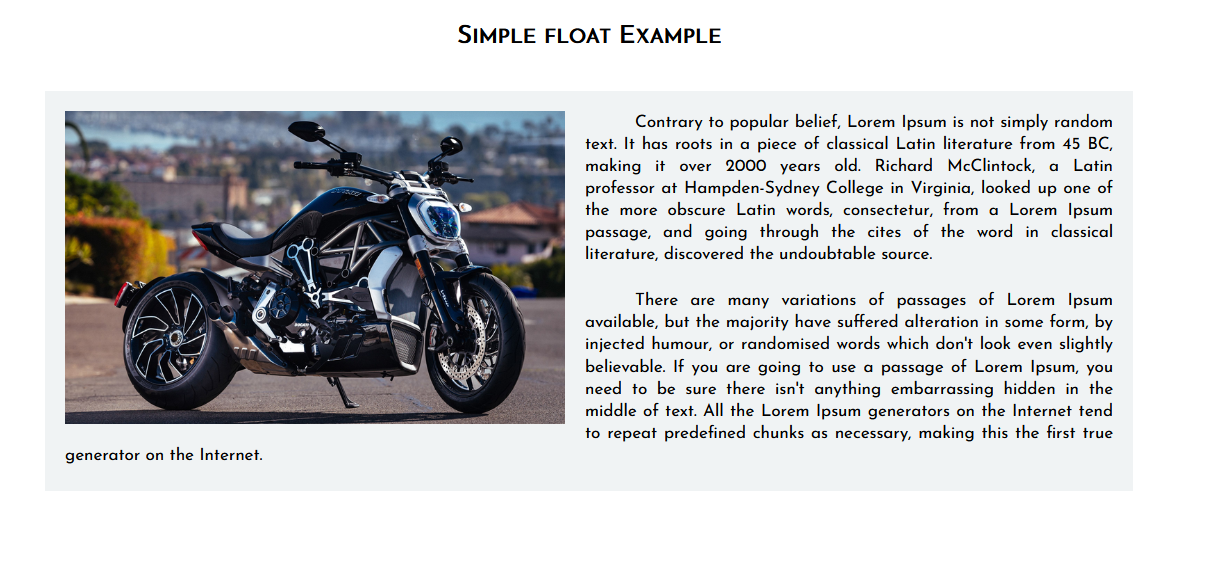 Simple float Example
Contrary to popular belief, Lorem Ipsum is not simply random
text. It has roots in a piece of classical Latin literature from 45 BC,
making it over 2000 years old. Richard McClintock, a Latin
professor at Hampden-Sydney College in Virginia, looked up one of
the more obscure Latin words, consectetur, from a Lorem Ipsum
passage, and going through the cites of the word in classical
literature, discovered the undoubtable source.
There are many variations of passages of Lorem Ipsum
available, but the majority have suffered alteration in some form, by
injected humour, or randomised words which don't look even slightly
believable. If you are going to use a passage of Lorem Ipsum, you
need to be sure there isn't anything embarrassing hidden in the
middle of text. All the Lorem Ipsum generators on the Internet tend
to repeat predefined chunks as necessary, making this the first true
generator on the Internet.